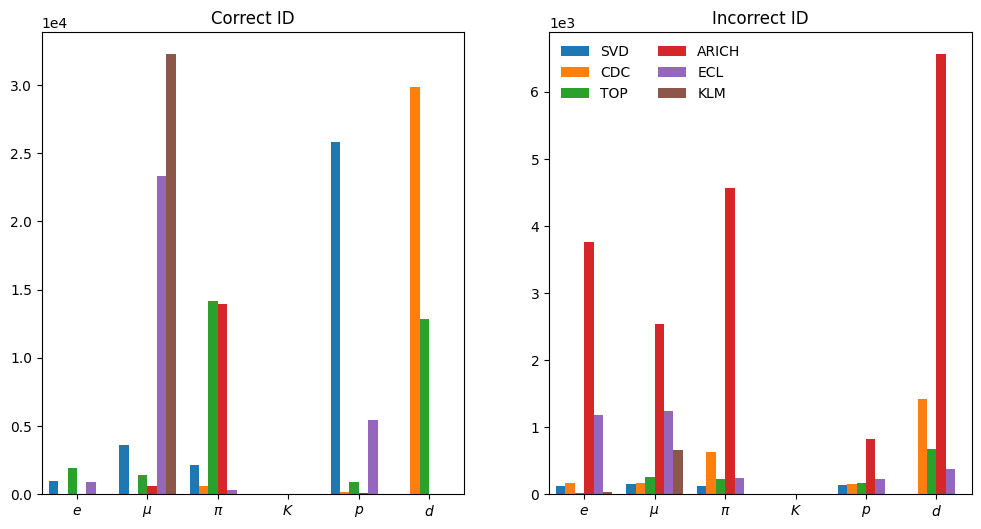 Correct ID
1e4
3.0
2.5
2.0
1.5
1.0
0.5
0.0
e μ π K p d
Incorrect ID
1e3
SVD ARICH
CDC ECL
TOP KLM
6
5
4
3
2
1
0
e μ π K p d